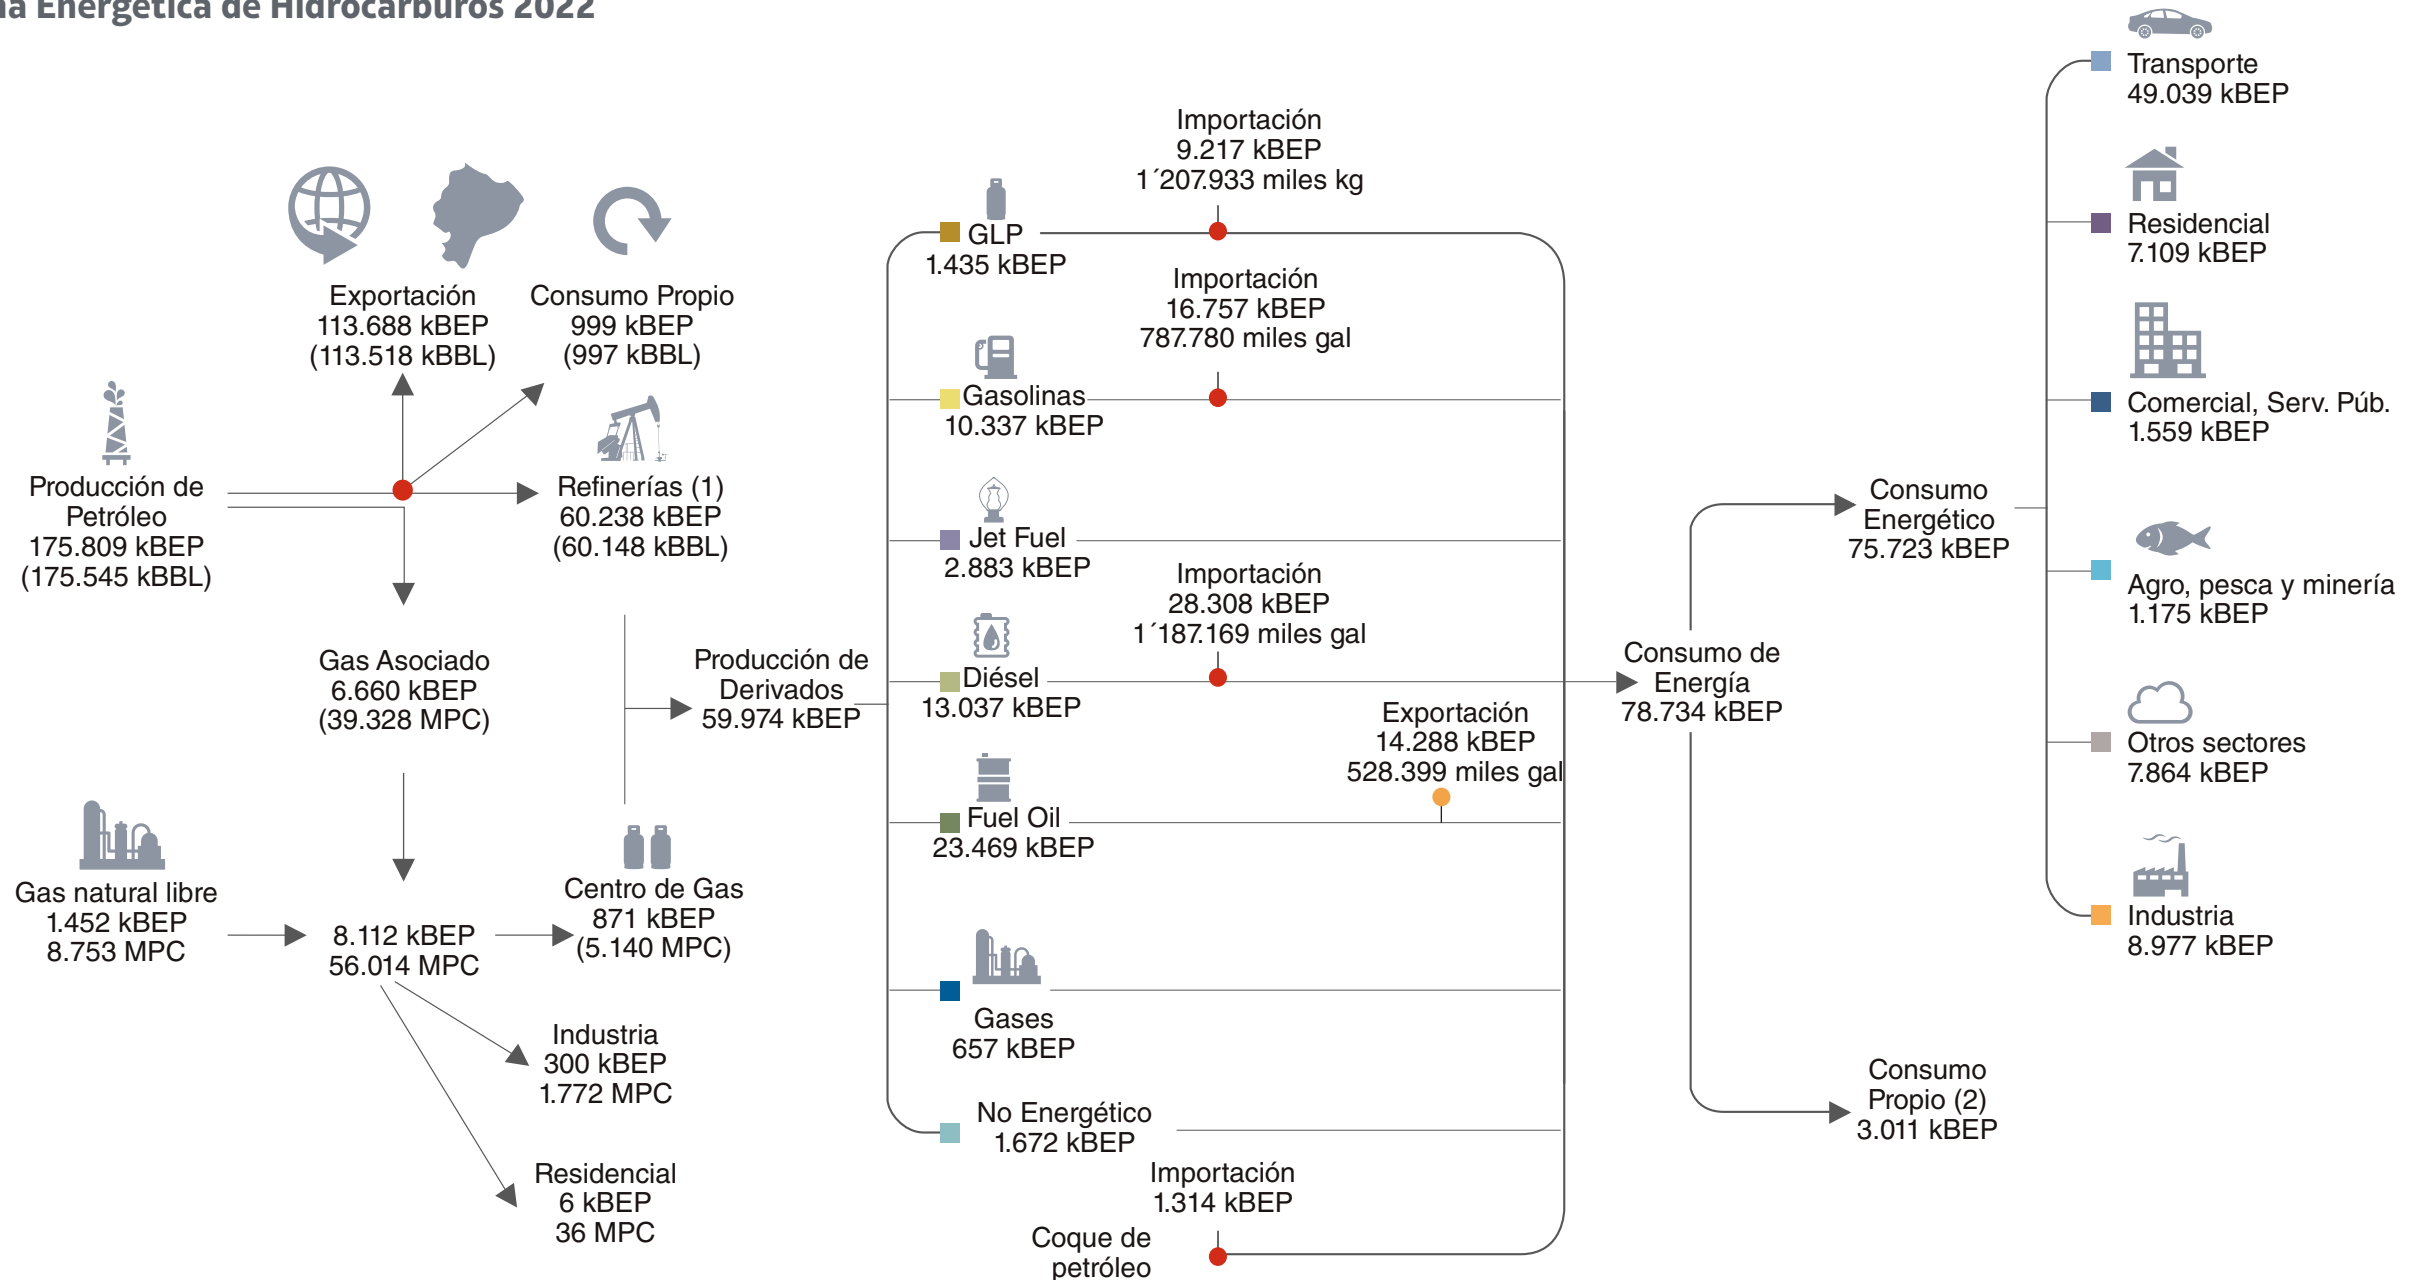 Energética de Hidrocarburos 2022
Producción de
Petróleo
175.809 kBEP
(175.545 kBBL)
Gas natural libre
1.452 kBEP
8.753 MPC
Exportación
113.688 kBEP
(113.518 kBBL)
Consumo Propio
999 kBEP
(997 kBBL)
Refinerías (1)
60.238 kBEP
(60.148 kBBL)
Gas Asociado
6.660 kBEP
(39.328 MPC)
8.112 kBEP
56.014 MPC
Centro de Gas
871 kBEP
(5.140 MPC)
Industria
300 kBEP
1.772 MPC
Residencial
6 kBEP
36 MPC
Producción de
Derivados
59.974 kBEP
GLP
1.435 kBEP
Importación
9.217 kBEP
1´207.933 miles kg
Gasolinas
10.337 kBEP
Importación
16.757 kBEP
787.780 miles gal
Jet Fuel
2.883 kBEP
Diésel
13.037 kBEP
Importación
28.308 kBEP
1´187.169 miles gal
Fuel Oil
23.469 kBEP
Exportación
14.288 kBEP
528.399 miles gal
Gases
657 kBEP
No Energético
1.672 kBEP
Importación
1.314 kBEP
Coque de
petróleo
Consumo de
Energía
78.734 kBEP
Consumo
Energético
75.723 kBEP
Consumo
Propio (2)
3.011 kBEP
Transporte
49.039 kBEP
Residencial
7.109 kBEP
Comercial, Serv. Púb.
1.559 kBEP
Agro, pesca y minería
1.175 kBEP
Otros sectores
7.864 kBEP
Industria
8.977 kBEP